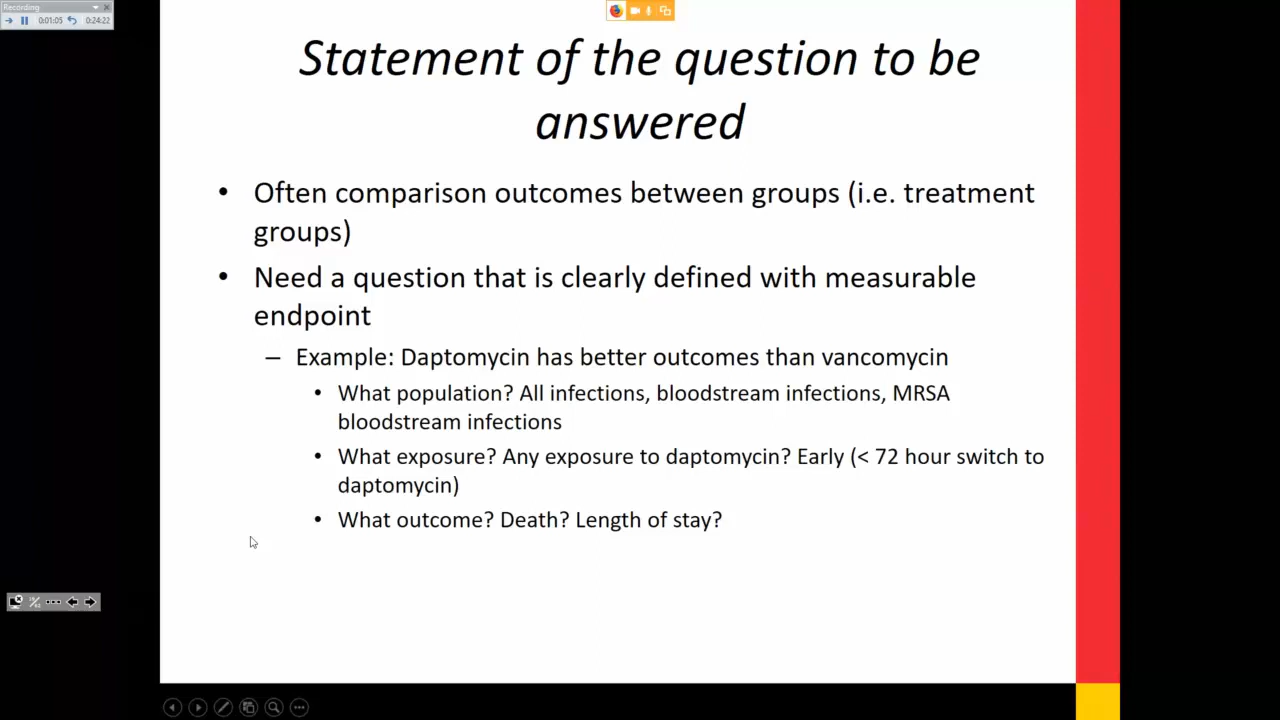 Recording
0:01:05
0:24:22
Statement of the question to be
answered
• Often comparison outcomes between groups (i.e. treatment
groups)
• Need a question that is clearly defined with measurable
endpoint
– Example: Daptomycin has better outcomes than vancomycin
• What population? All infections, bloodstream infections, MRSA
bloodstream infections
• What exposure? Any exposure to daptomycin? Early (< 72 hour switch to
daptomycin)
• What outcome? Death? Length of stay?